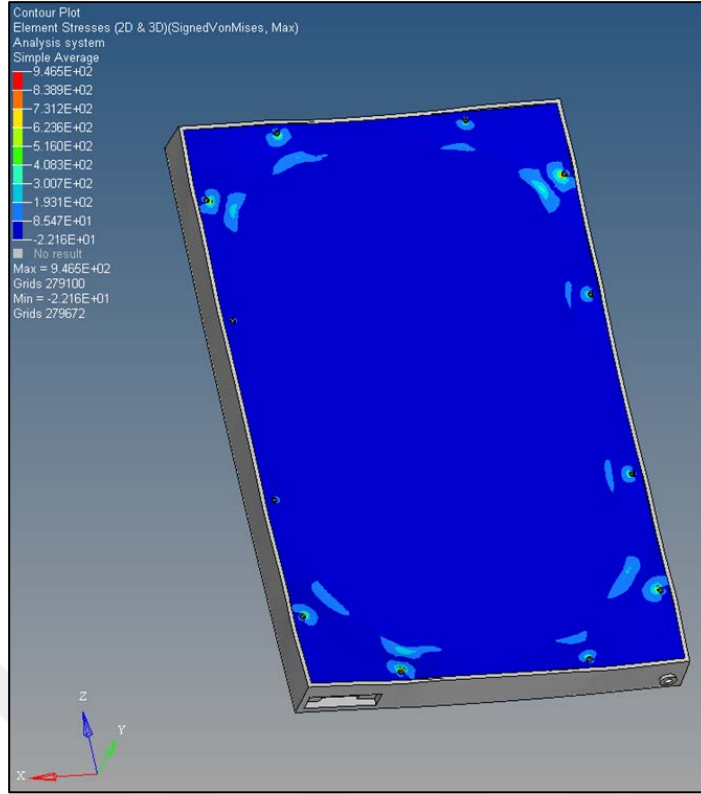 Contour Plot
Element Stresses (2D & 3D)(SignedVonMises, Max)
Analysis system
Simple Average
9.465E+02
8.389E+02
7.312E+02
6.236E+02
5.160E+02
4.083E+02
3.007E+02
1.931E+02
8.547E+01
-2.216E+01
No result
Max = 9.465E+02
Grids 279100
Min = -2.216E+01
Grids 279672
Z
Y
X